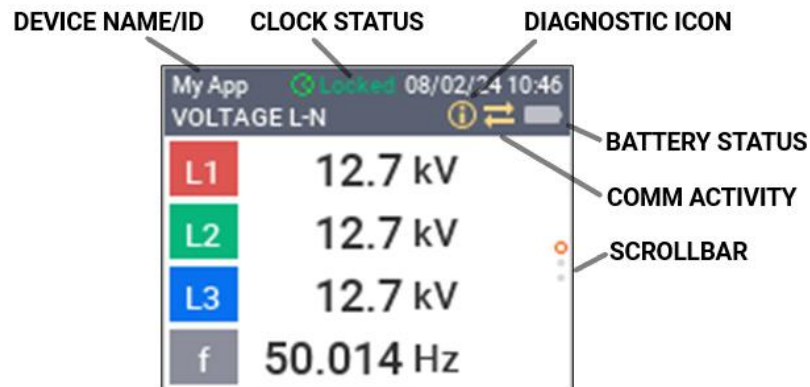 DEVICE NAME/ID CLOCK STATUS DIAGNOSTIC ICON
My App Locked 08/02/24 10:46
VOLTAGE L-N
BATTERY STATUS
L1 12.7 kV
COMM ACTIVITY
L2 12.7 kV
SCROLLBAR
L3 12.7 kV
f 50.014 Hz